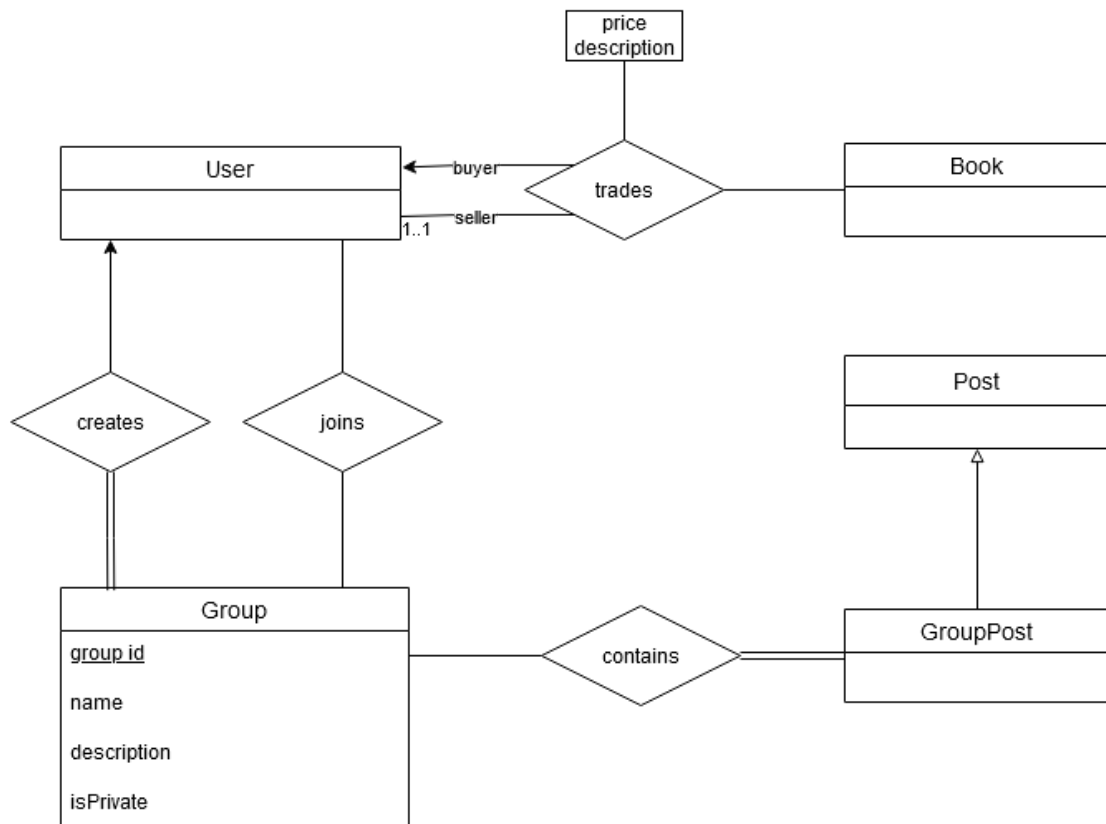 price
description
User
buyer
seller
1..1
trades
Book
creates
joins
Post
Group
group id
name
description
isPrivate
contains
GroupPost